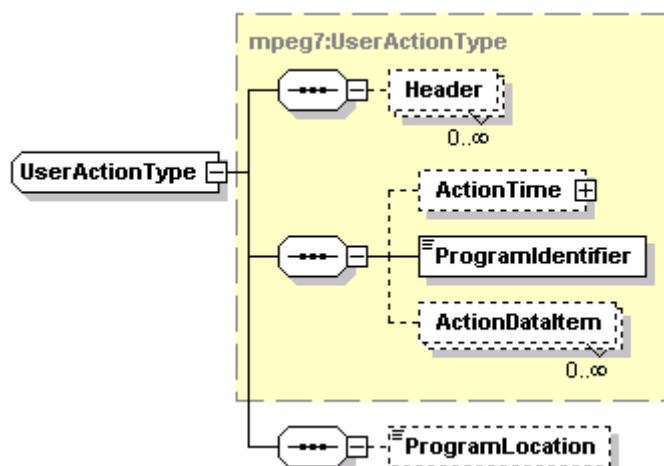 mpeg7:UserActionType
Header
0..∞
UserActionType
ActionTime
ProgramIdentifier
ActionDataItem
0..∞
ProgramLocation